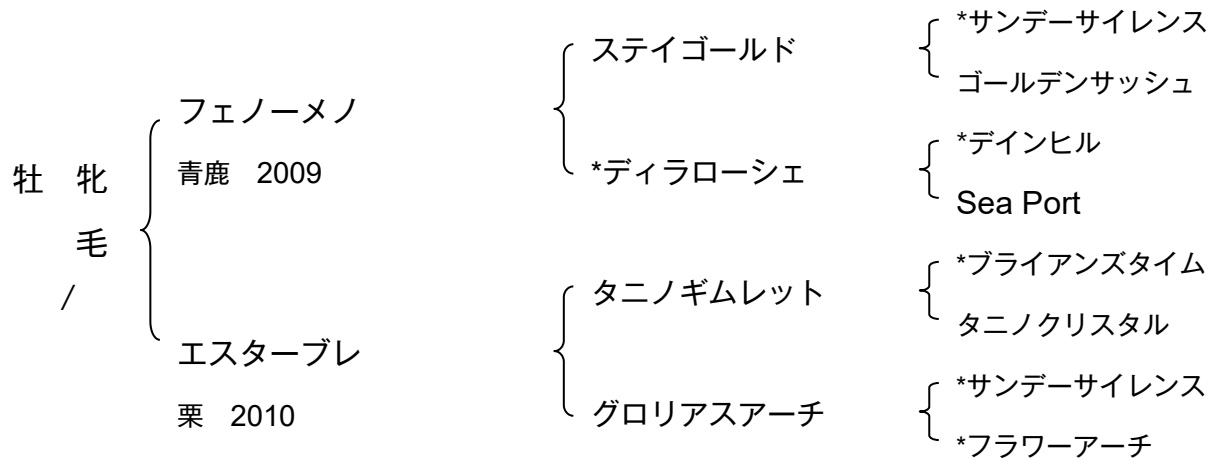 牡　牝
毛
/
フェノーメノ
青鹿　2009
エスターブレ
栗　2010
ステイゴールド
*ディラローシェ
タニノギムレット
グロリアスアーチ
*サンデーサイレンス
ゴールデンサッシュ
*デインヒル
Sea Port
*ブライアンズタイム
タニノクリスタル
*サンデーサイレンス
*フラワーアーチ